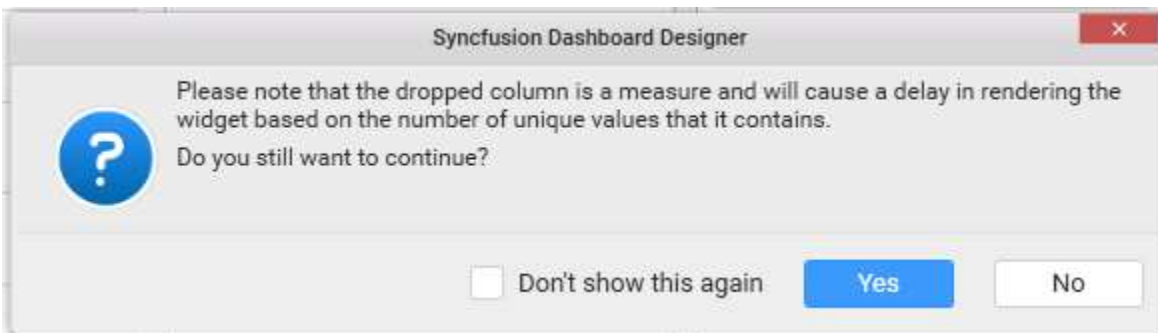 Syncfusion Dashboard Designer
Please note that the dropped column is a measure and will cause a delay in rendering the
widget based on the number of unique values that it contains.
Do you still want to continue?
Don't show this again
Yes
No